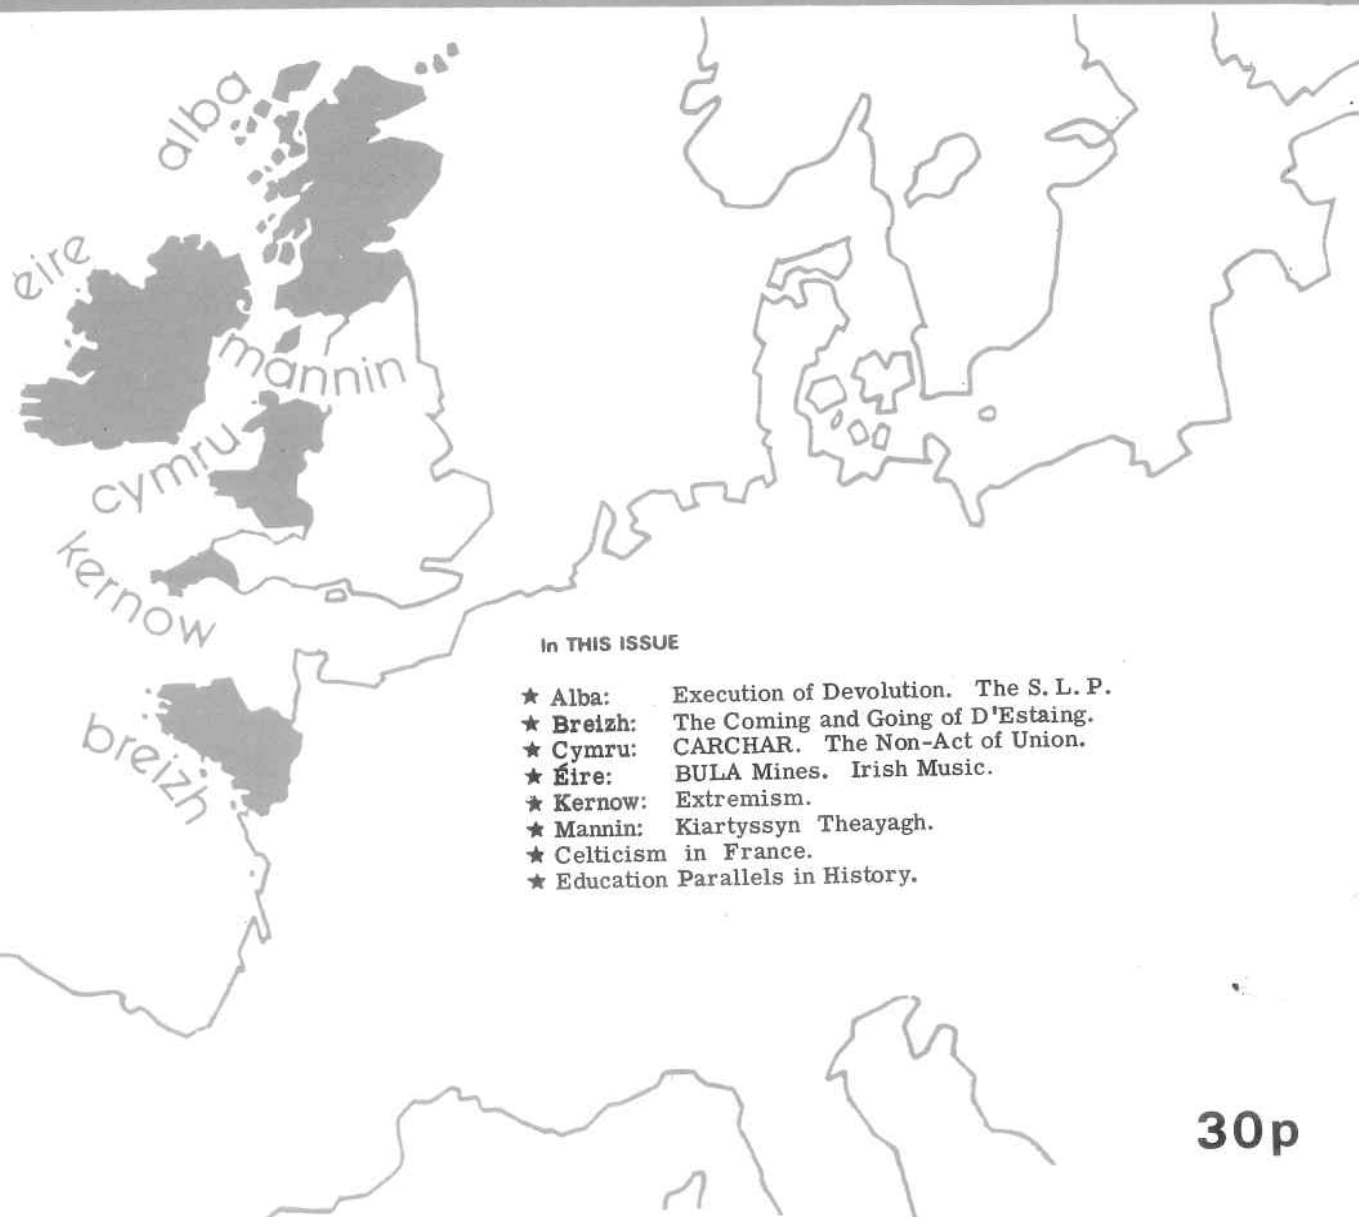 alba
éire
mannin
cymru
kernow
breizh
In THIS ISSUE
★ Alba: Execution of Devolution. The S. L. P.
★ Breizh: The Coming and Going of D'Estaing.
★ Cymru: CARCHAR. The Non-Act of Union.
★ Éire: BULA Mines. Irish Music.
★ Kernow: Extremism.
★ Mannin: Kiartyssyn Theayagh.
★ Celticism in France.
★ Education Parallels in History.
30p